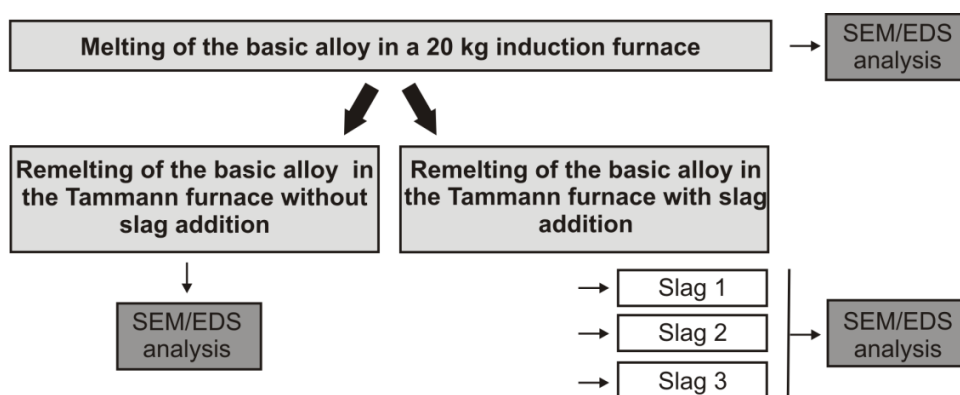 Melting of the basic alloy in a 20 kg induction furnace
SEM/EDS
analysis
Remelting of the basic alloy in
the Tammann furnace without
slag addition
Remelting of the basic alloy in
the Tammann furnace with slag
addition
SEM/EDS
analysis
Slag 1
Slag 2
Slag 3
SEM/EDS
analysis